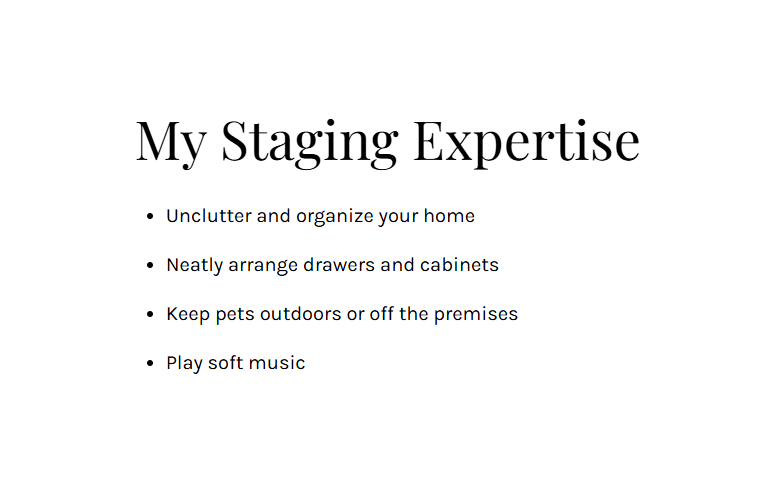 My Staging Expertise
• Unclutter and organize your home
• Neatly arrange drawers and cabinets
• Keep pets outdoors or off the premises
• Play soft music